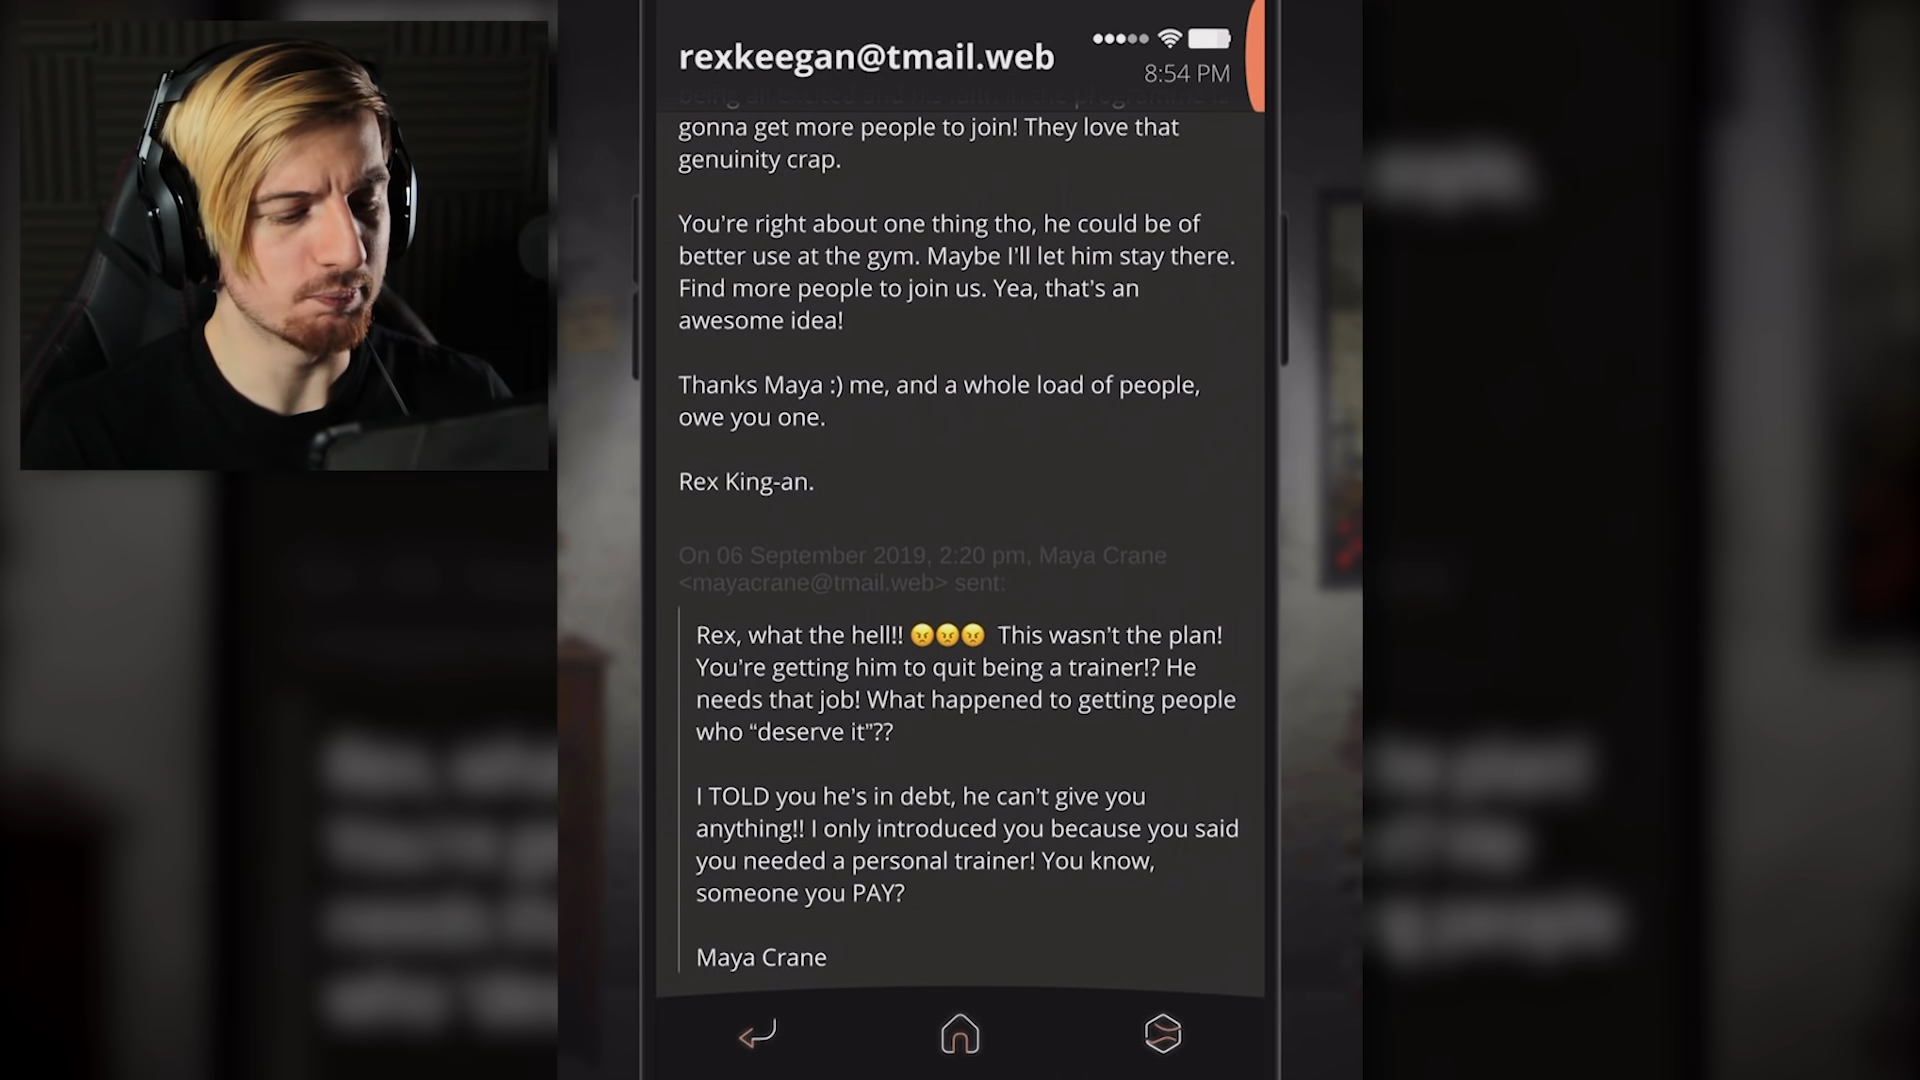 rexkeegan@tmail.web
8:54 PM
gonna get more people to join! They love that
genuinity crap.
You're right about one thing tho, he could be of
better use at the gym. Maybe I'll let him stay there.
Find more people to join us. Yea, that's an
awesome idea!
Thanks Maya :) me, and a whole load of people,
owe you one.
Rex King-an.
On 06 September 2019, 2:20 pm, Maya Crane
<mayacrane@tmail.web> sent:
Rex, what the hell!! 😠😠😠 This wasn't the plan!
You're getting him to quit being a trainer!? He
needs that job! What happened to getting people
who “deserve it”??
I TOLD you he's in debt, he can't give you
anything!! I only introduced you because you said
you needed a personal trainer! You know,
someone you PAY?
Maya Crane